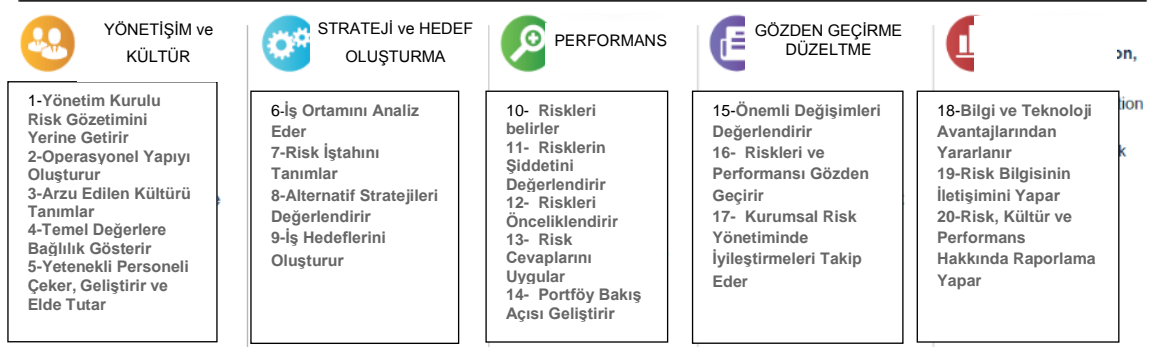 YÖNETİŞİM ve
KÜLTÜR
1-Yönetim Kurulu
Risk Gözetimini
Yerine Getirir
2-Operasyonel Yapıyı
Oluşturur
3-Arzu Edilen Kültürü
Tanımlar
4-Temel Değerlere
Bağlılık Gösterir
5-Yetenekli Personeli
Çeker, Geliştirir ve
Elde Tutar
STRATEJİ ve HEDEF
OLUŞTURMA
6-İş Ortamını Analiz
Eder
7-Risk İştahını
Tanımlar
8-Alternatif Stratejileri
Değerlendirir
9-İş Hedeflerini
Oluşturur
PERFORMANS
10- Riskleri
belirler
11- Risklerin
Şiddetini
Değerlendirir
12- Riskleri
Önceliklendirir
13- Risk
Cevaplarını
Uygular
14- Portföy Bakış
Açısı Geliştirir
GÖZDEN GEÇİRME
DÜZELTME
15-Önemli Değişimleri
Değerlendirir
16- Riskleri ve
Performansı Gözden
Geçirir
17- Kurumsal Risk
Yönetiminde
İyileştirmeleri Takip
Eder
on,
tion
k
18-Bilgi ve Teknoloji
Avantajlarından
Yararlanır
19-Risk Bilgisinin
İletişimini Yapar
20-Risk, Kültür ve
Performans
Hakkında Raporlama
Yapar